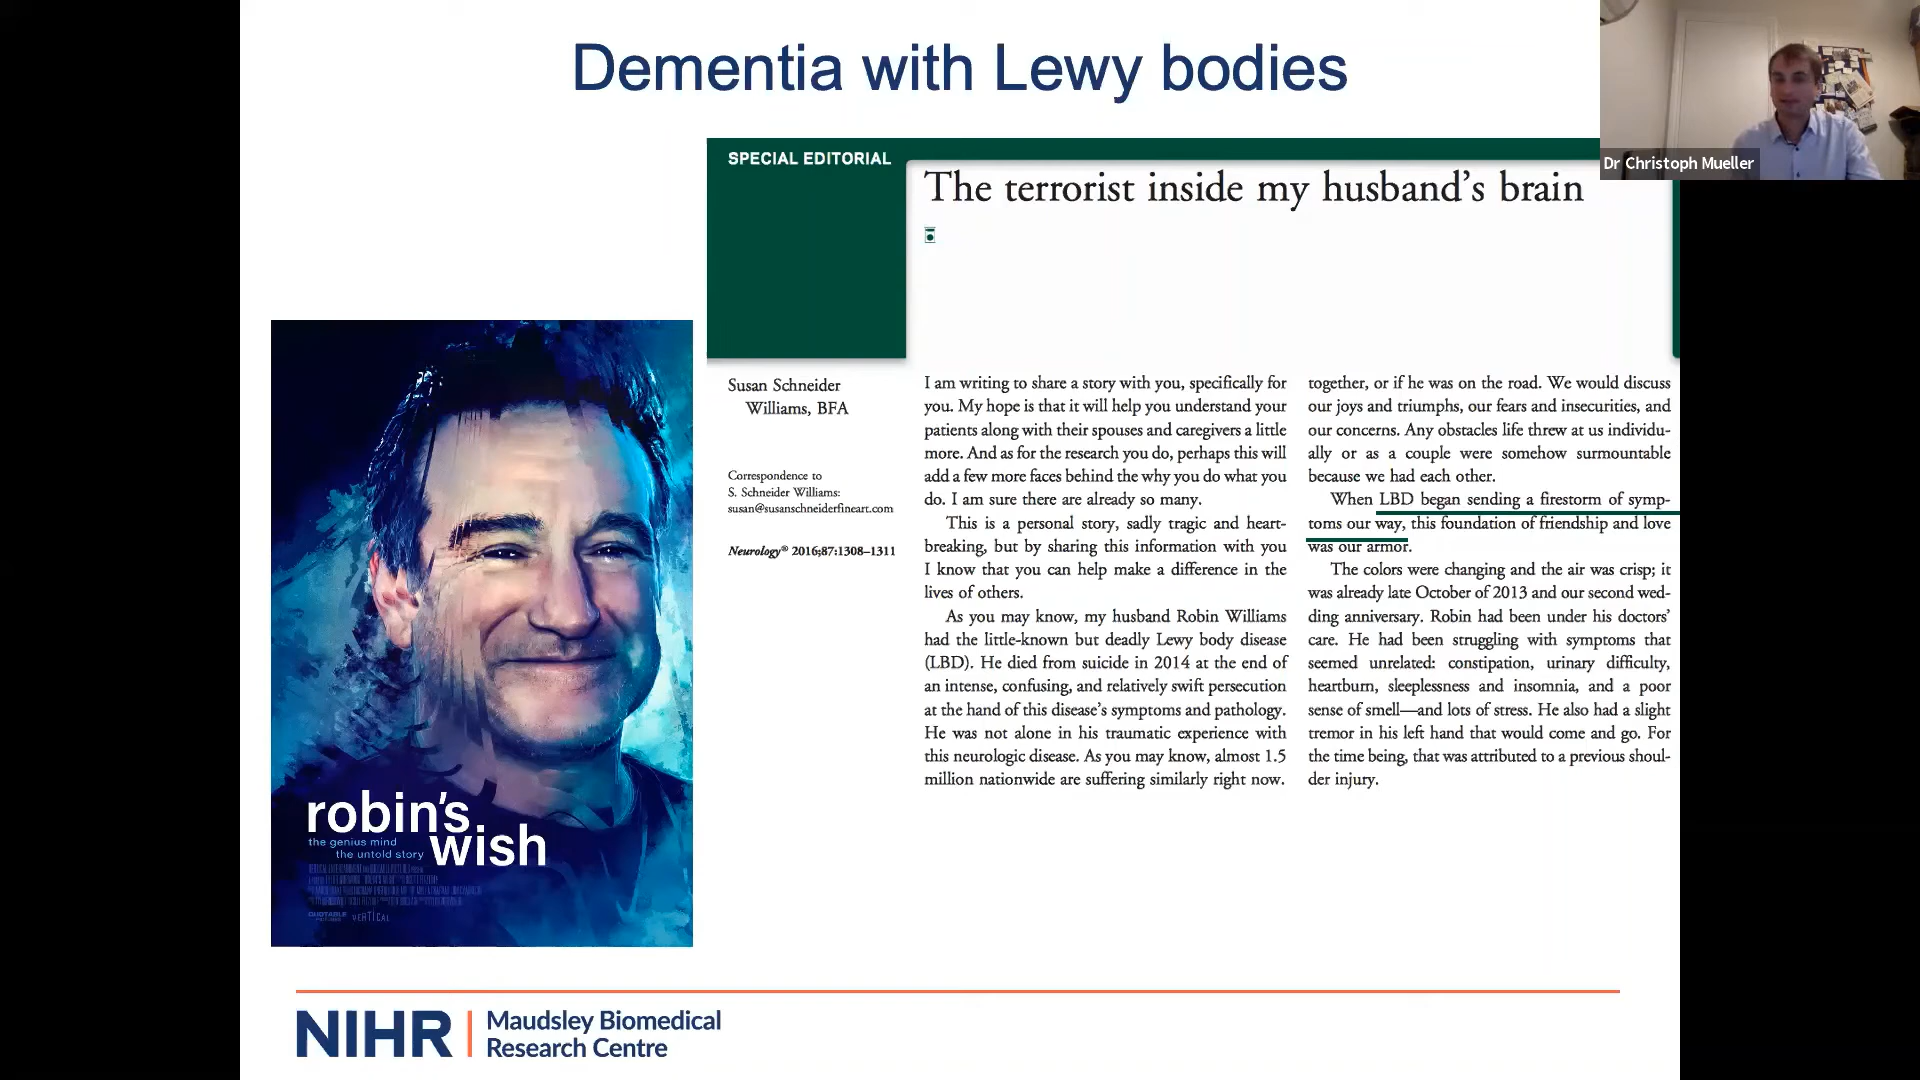 Dementia with Lewy bodies
Dr Christoph Mueller
SPECIAL EDITORIAL
The terrorist inside my husband's brain
Susan Schneider
Williams, BFA
Correspondence to
S. Schneider Williams:
susan@susanschneiderfineart.com
Neurology® 2016;87:1308–1311
I am writing to share a story with you, specifically for
you. My hope is that it will help you understand your
patients along with their spouses and caregivers a little
more. And as for the research you do, perhaps this will
add a few more faces behind the why you do what you
do. I am sure there are already so many.
This is a personal story, sadly tragic and heart-
breaking, but by sharing this information with you
I know that you can help make a difference in the
lives of others.
As you may know, my husband Robin Williams
had the little-known but deadly Lewy body disease
(LBD). He died from suicide in 2014 at the end of
an intense, confusing, and relatively swift persecution
at the hand of this disease's symptoms and pathology.
He was not alone in his traumatic experience with
this neurologic disease. As you may know, almost 1.5
million nationwide are suffering similarly right now.
together, or if he was on the road. We would discuss
our joys and triumphs, our fears and insecurities, and
our concerns. Any obstacles life threw at us individu-
ally or as a couple were somehow surmountable
because we had each other.
When LBD began sending a firestorm of symp-
toms our way, this foundation of friendship and love
was our armor.
The colors were changing and the air was crisp; it
was already late October of 2013 and our second wed-
ding anniversary. Robin had been under his doctors'
care. He had been struggling with symptoms that
seemed unrelated: constipation, urinary difficulty,
heartburn, sleeplessness and insomnia, and a poor
sense of smell—and lots of stress. He also had a slight
tremor in his left hand that would come and go. For
the time being, that was attributed to a previous shoul-
der injury.
robin's
wish
the genius mind
the untold story
QUOTABLE
PICTURES
VERTICAL
NIHR
Maudsley Biomedical
Research Centre